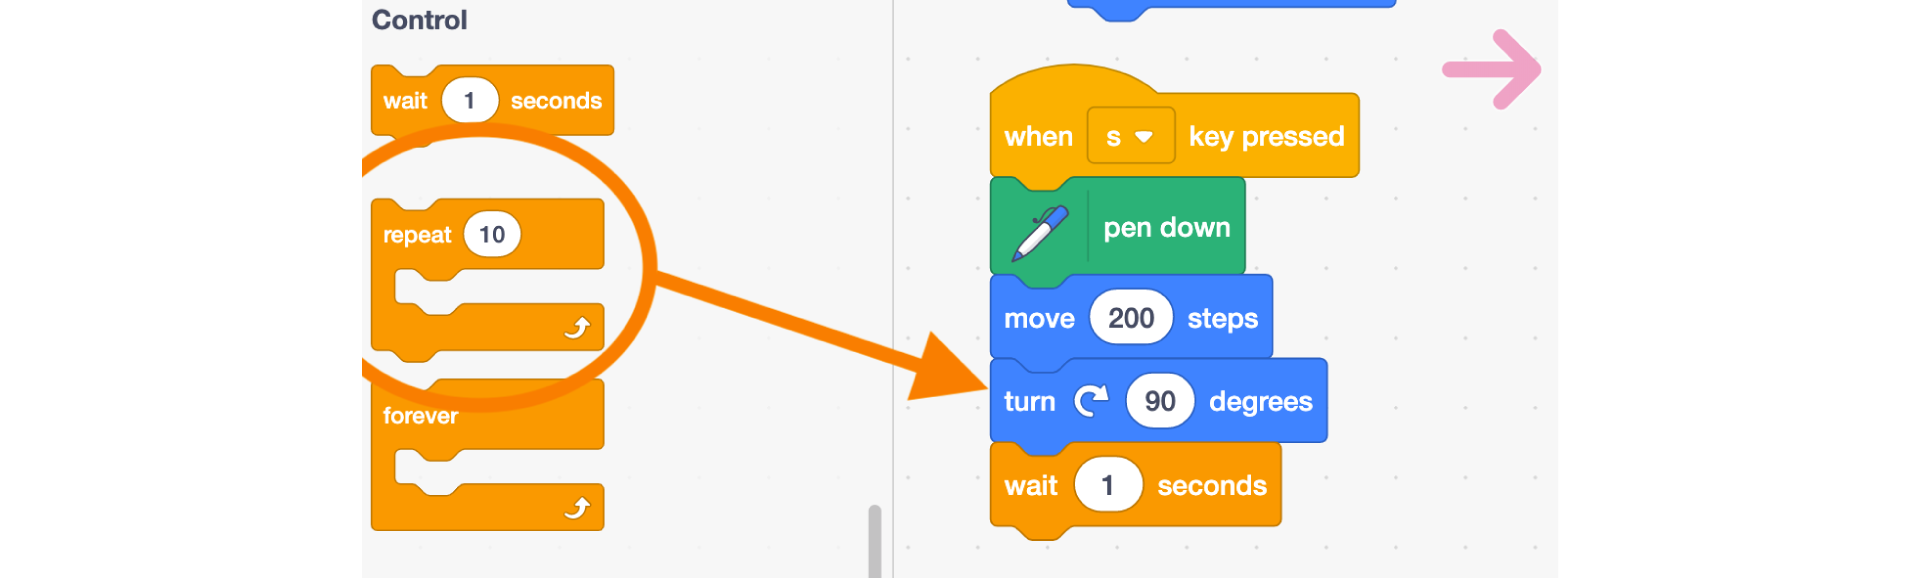 Control
wait 1 seconds
repeat 10
forever
when s key pressed
pen down
move 200 steps
turn 90 degrees
wait 1 seconds